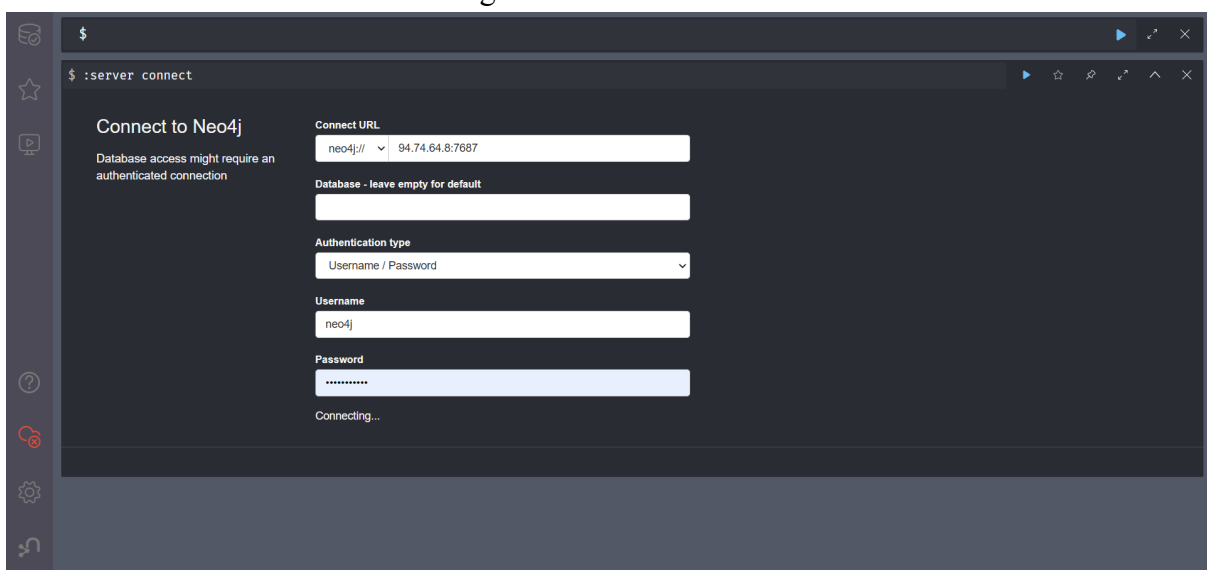 $
$ :server connect
Connect to Neo4j
Database access might require an
authenticated connection
Connect URL
neo4j:// 94.74.64.8:7687
Database - leave empty for default
Authentication type
Username / Password
Username
neo4j
Password
•••••••••••
Connecting...